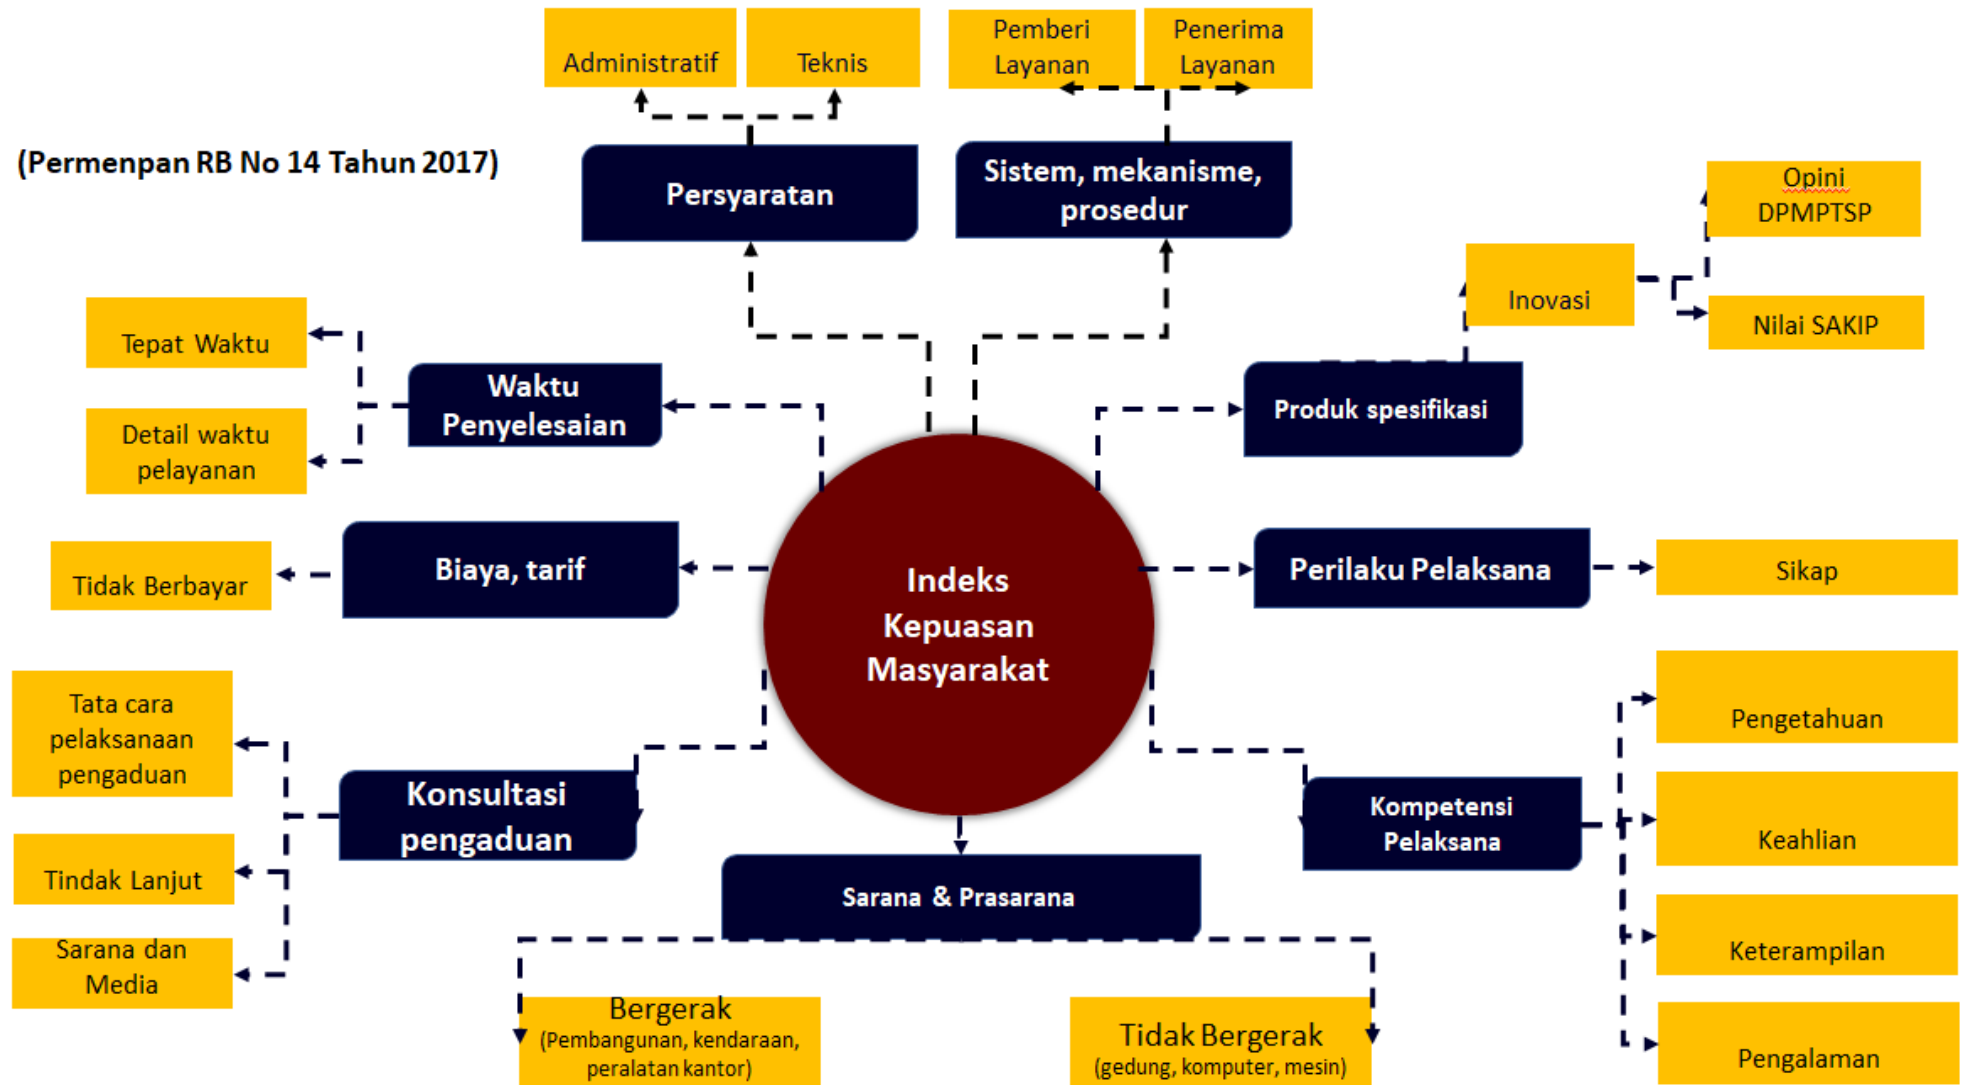 Administratif
Teknis
Pemberi
Layanan
Penerima
Layanan
(Permenpan RB No 14 Tahun 2017)
Persyaratan
Sistem, mekanisme,
prosedur
Opini
DPMPTSP
Inovasi
Nilai SAKIP
Tepat Waktu
Waktu
Penyelesaian
Detail waktu
pelayanan
Produk spesifikasi
Tidak Berbayar
Biaya, tarif
Indeks
Kepuasan
Masyarakat
Perilaku Pelaksana
Sikap
Tata cara
pelaksanaan
pengaduan
Konsultasi
pengaduan
Tindak Lanjut
Sarana dan
Media
Sarana & Prasarana
Kompetensi
Pelaksana
Pengetahuan
Keahlian
Keterampilan
Pengalaman
Bergerak
(Pembangunan, kendaraan,
peralatan kantor)
Tidak Bergerak
(gedung, komputer, mesin)